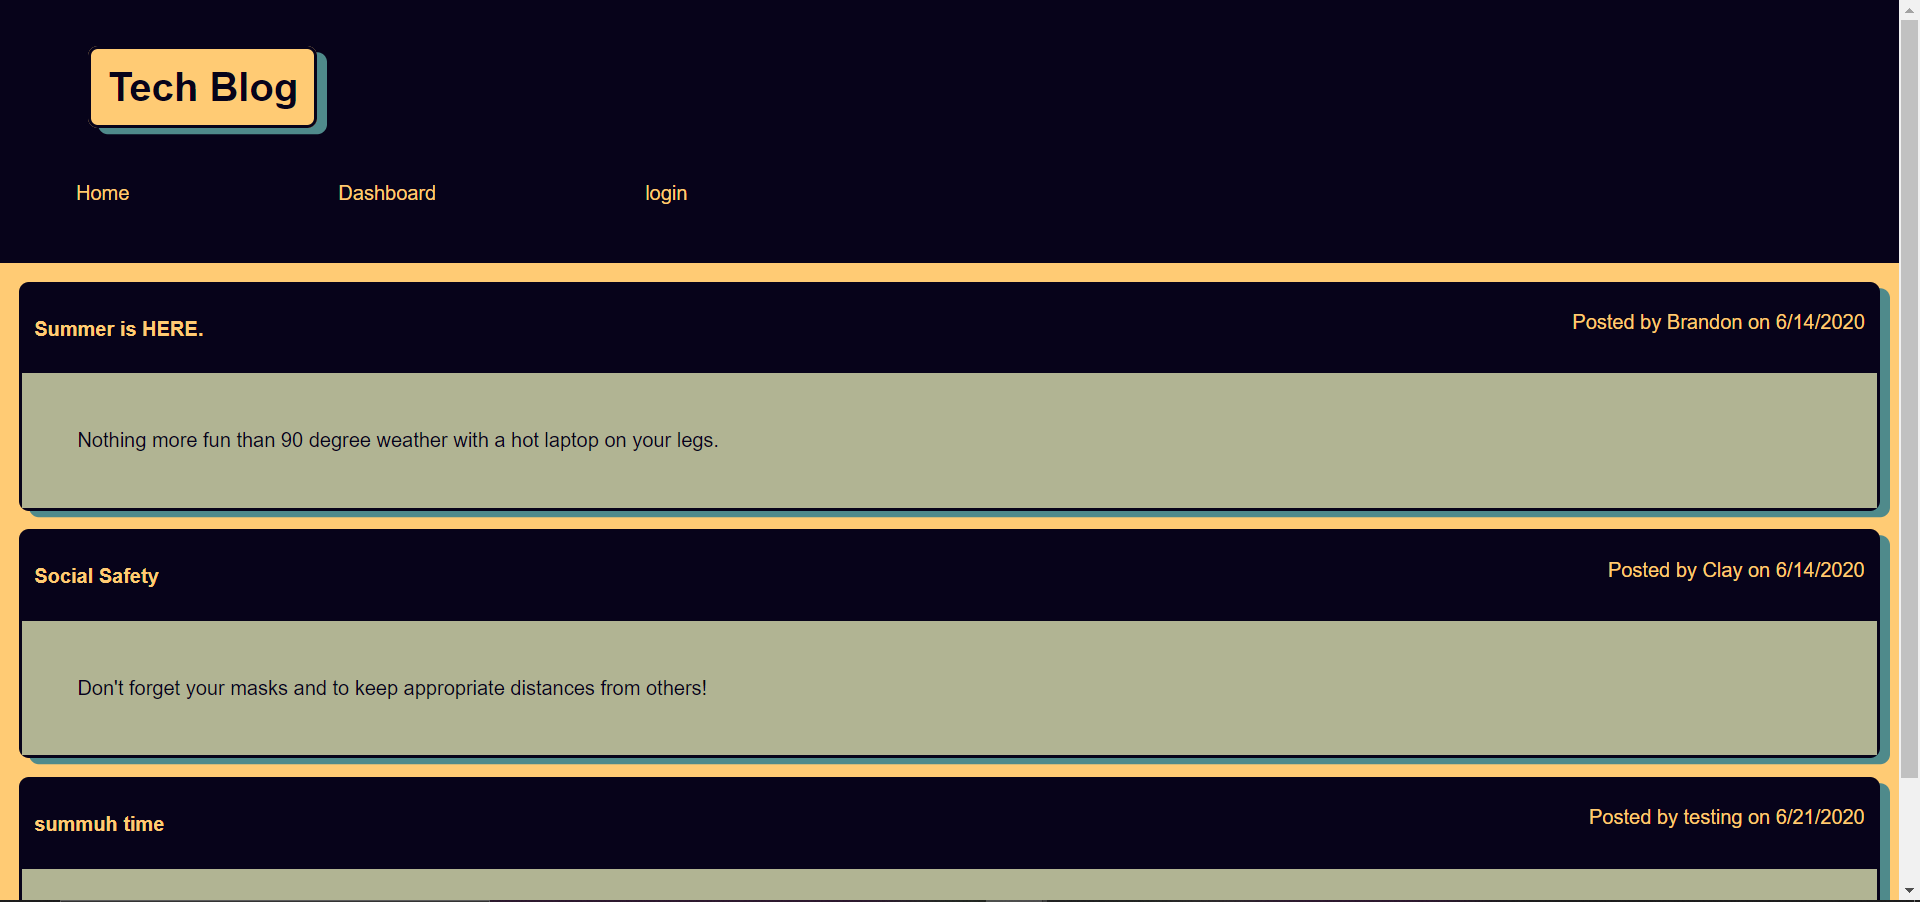 Tech Blog
Home Dashboard login
Summer is HERE. Posted by Brandon on 6/14/2020
Nothing more fun than 90 degree weather with a hot laptop on your legs.
Social Safety Posted by Clay on 6/14/2020
Don't forget your masks and to keep appropriate distances from others!
summuh time Posted by testing on 6/21/2020